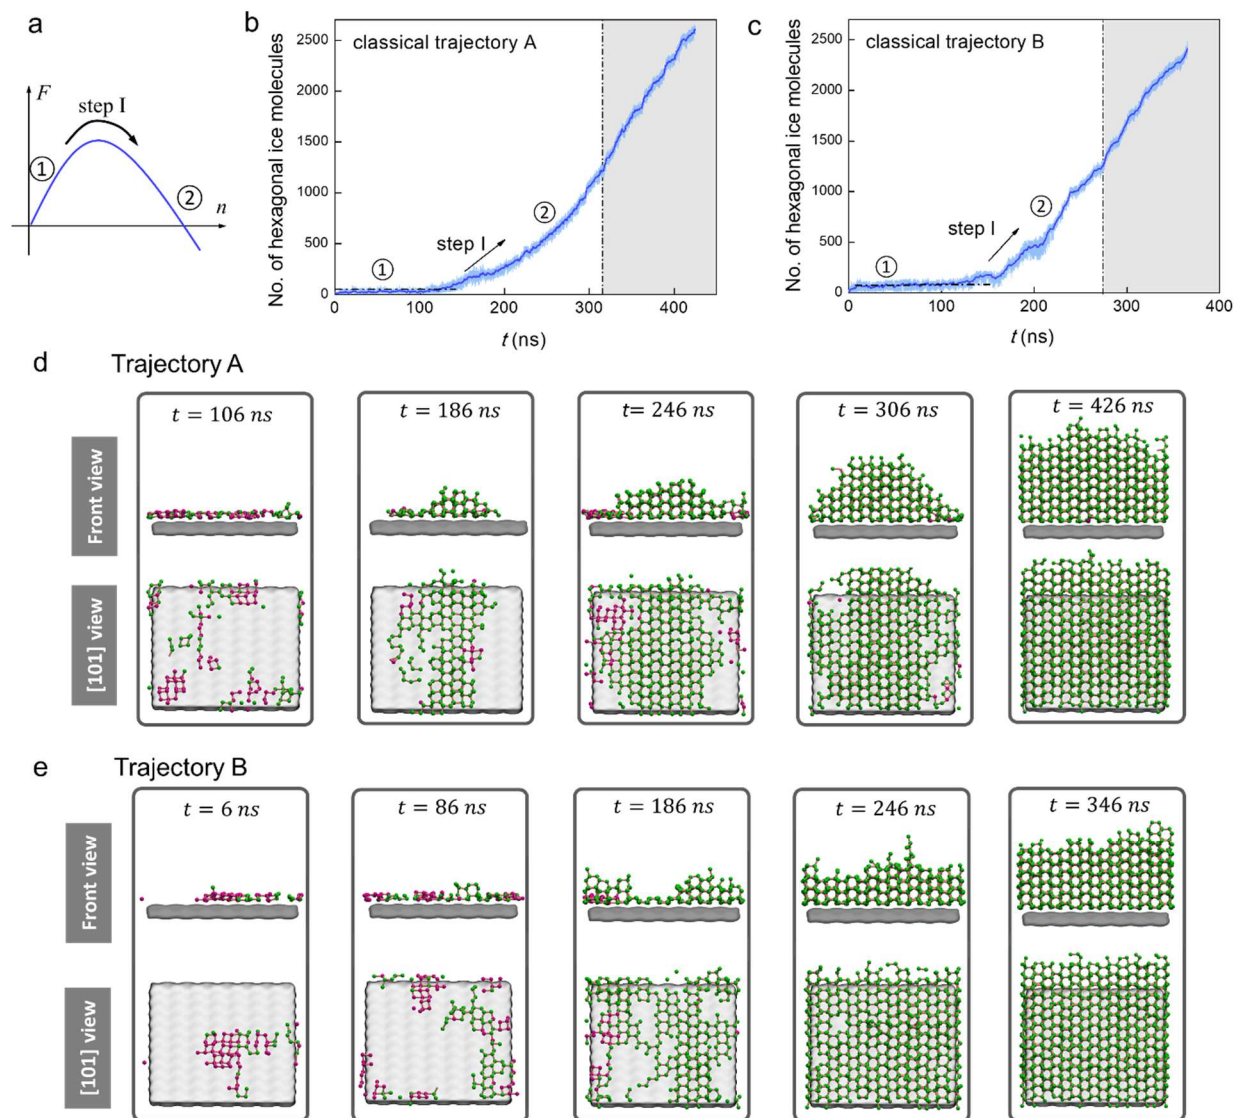 a
F
step I
①
②
n
b
No. of hexagonal ice molecules
2500
2000
1500
1000
500
0
classical trajectory A
①
step I
②
0
100
200
300
400
t (ns)
c
No. of hexagonal ice molecules
2500
2000
1500
1000
500
0
classical trajectory B
①
step I
②
0
100
200
300
400
t (ns)
d
Trajectory A
Front view
[101] view
t = 106 ns
t = 186 ns
t= 246 ns
t = 306 ns
t = 426 ns
e
Trajectory B
Front view
[101] view
t = 6 ns
t = 86 ns
t = 186 ns
t = 246 ns
t = 346 ns